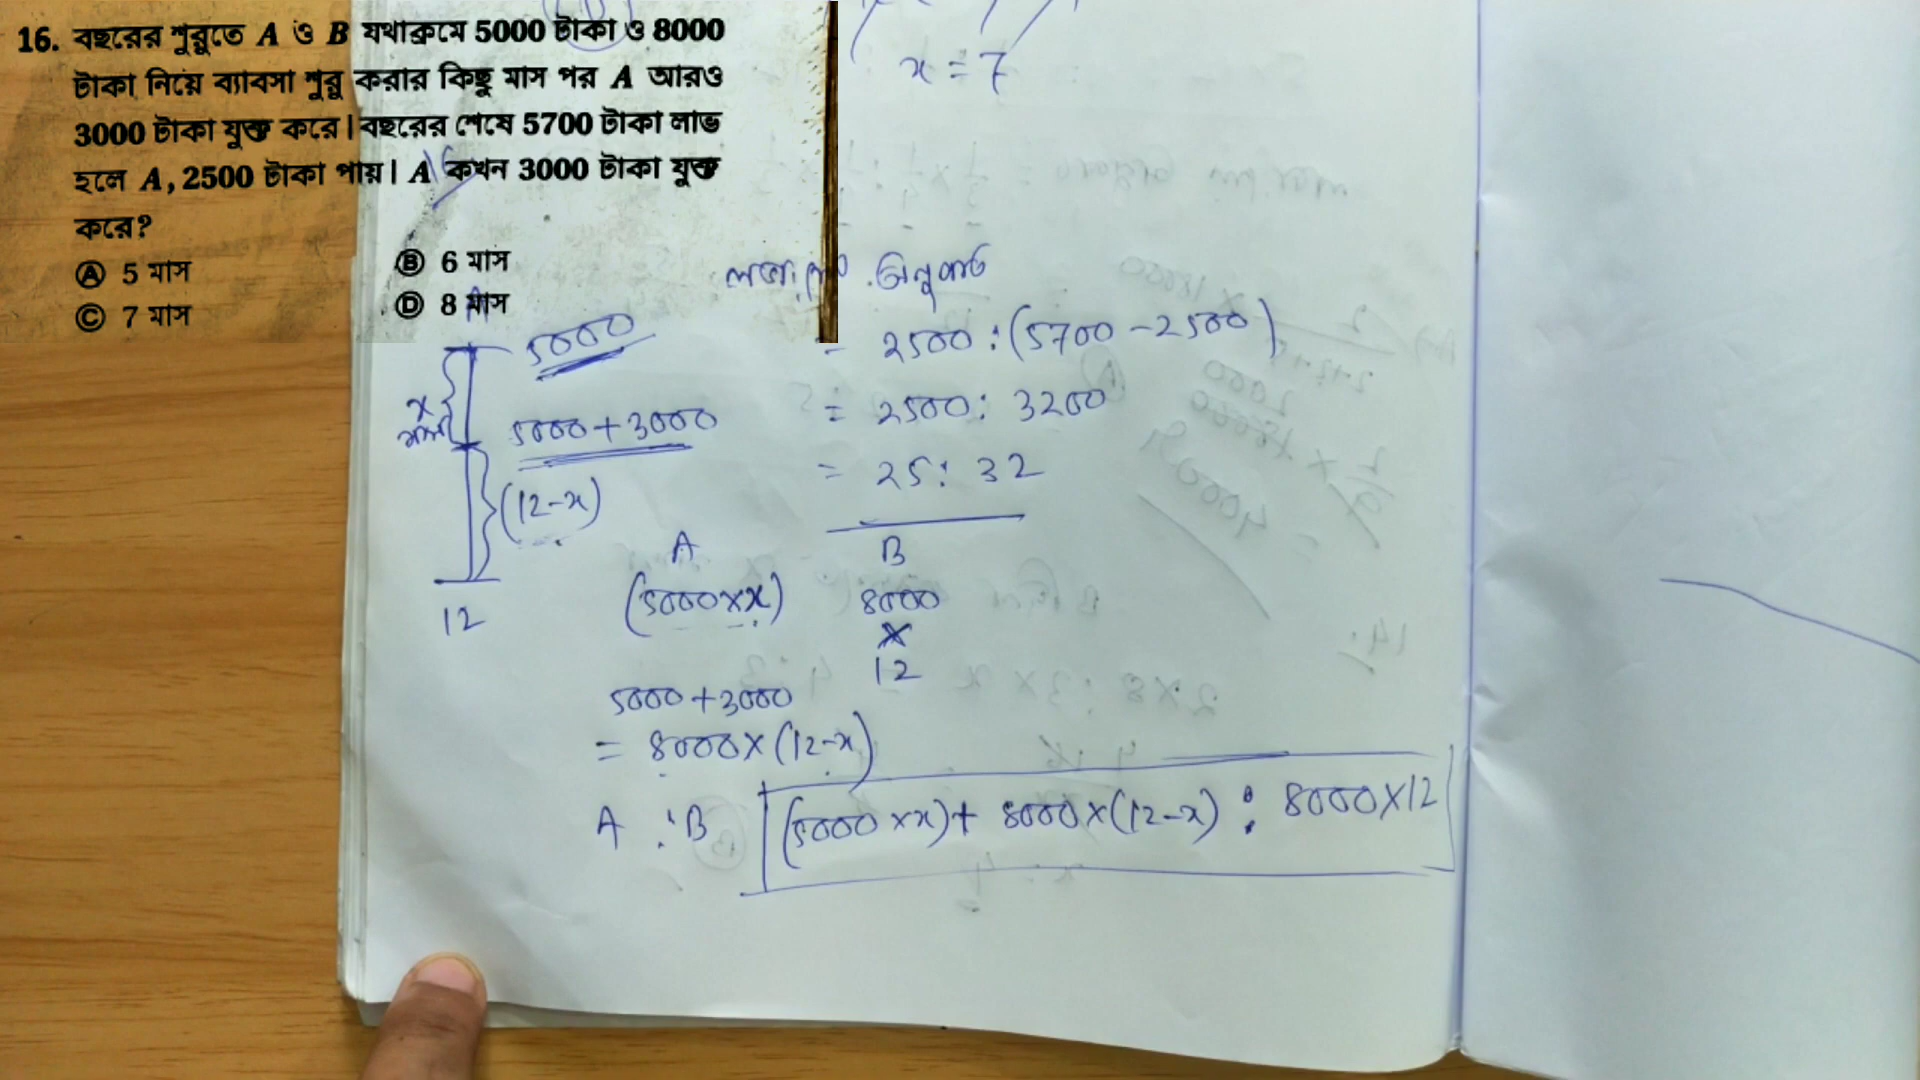 16. বছরের শুরুতে A ও B যথাক্রমে 5000 টাকা ও 8000
টাকা নিয়ে ব্যাবসা শুরু করার কিছু মাস পর A আরও
3000 টাকা যুক্ত করে। বছরের শেষে 5700 টাকা লাভ
হলে A, 2500 টাকা পায়। A কখন 3000 টাকা যুক্ত
করে?
Ⓐ 5 মাস Ⓑ 6 মাস
Ⓒ 7 মাস Ⓓ 8 মাস
x = 7
A
5000
x
মাস
5000+3000
(12-x)
12
অনুপাত
= 2500 : (5700-2500)
= 2500 : 3200
= 25 : 32
A B
(5000×x) 8000
×
12
5000+3000
= 8000×(12-x)
A : B (5000×x)+ 8000×(12-x) : 8000×12